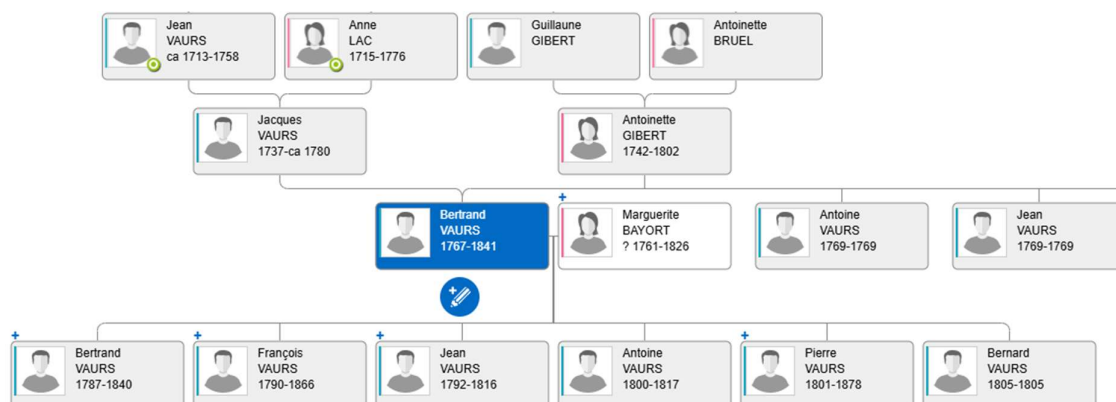 Jean
VAURS
ca 1713-1758
Anne
LAC
1715-1776
Guillaune
GIBERT
Antoinette
BRUEL
Jacques
VAURS
1737-ca 1780
Antoinette
GIBERT
1742-1802
Bertrand
VAURS
1767-1841
Marguerite
BAYORT
? 1761-1826
Antoine
VAURS
1769-1769
Jean
VAURS
1769-1769
Bertrand
VAURS
1787-1840
François
VAURS
1790-1866
Jean
VAURS
1792-1816
Antoine
VAURS
1800-1817
Pierre
VAURS
1801-1878
Bernard
VAURS
1805-1805